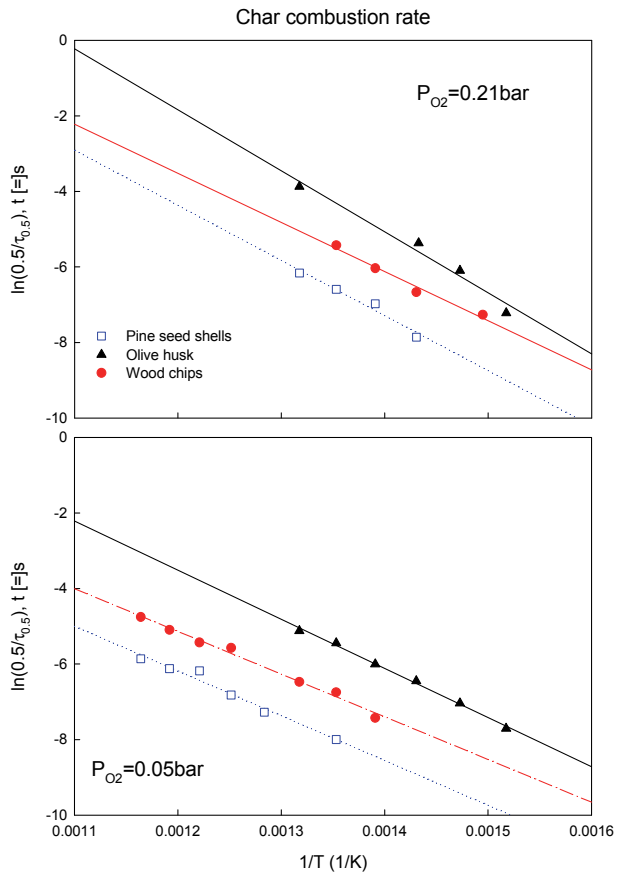 Char combustion rate
0
-2
-4
-6
-8
-10
ln(0.5/τ0.5), t [=]s
PO2=0.21bar
Pine seed shells
Olive husk
Wood chips
0
-2
-4
-6
-8
-10
ln(0.5/τ0.5), t [=]s
PO2=0.05bar
0.0011 0.0012 0.0013 0.0014 0.0015 0.0016
1/T (1/K)